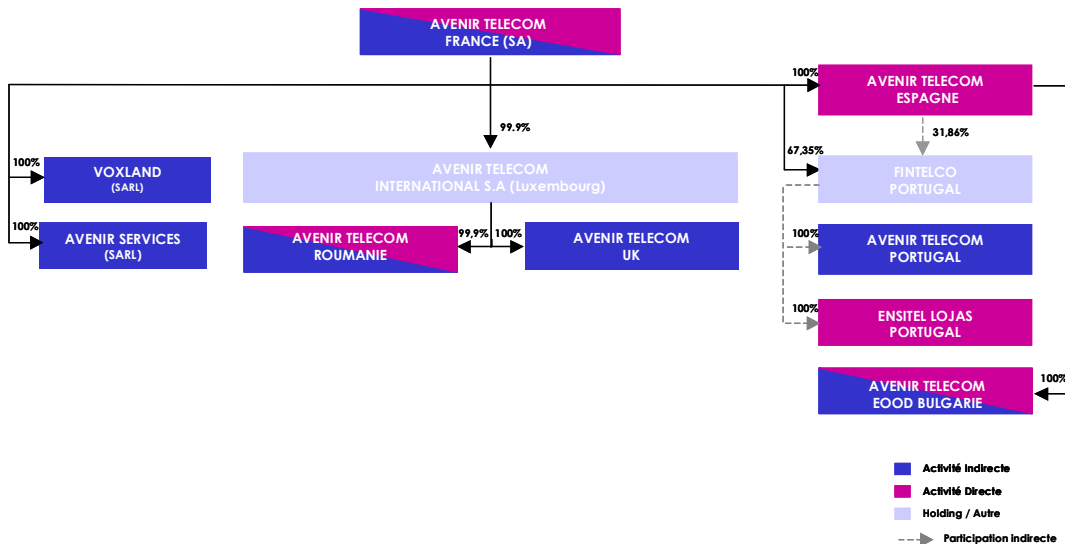 AVENIR TELECOM
FRANCE (SA)
100%
AVENIR TELECOM
ESPAGNE
99.9%
31,86%
67,35%
100%
VOXLAND
(SARL)
AVENIR TELECOM
INTERNATIONAL S.A (Luxembourg)
FINTELCO
PORTUGAL
100%
AVENIR SERVICES
(SARL)
AVENIR TELECOM
ROUMANIE
99,9%
100%
AVENIR TELECOM
UK
100%
AVENIR TELECOM
PORTUGAL
100%
ENSITEL LOJAS
PORTUGAL
AVENIR TELECOM
EOOD BULGARIE
100%
Activité Indirecte
Activité Directe
Holding / Autre
Participation indirecte